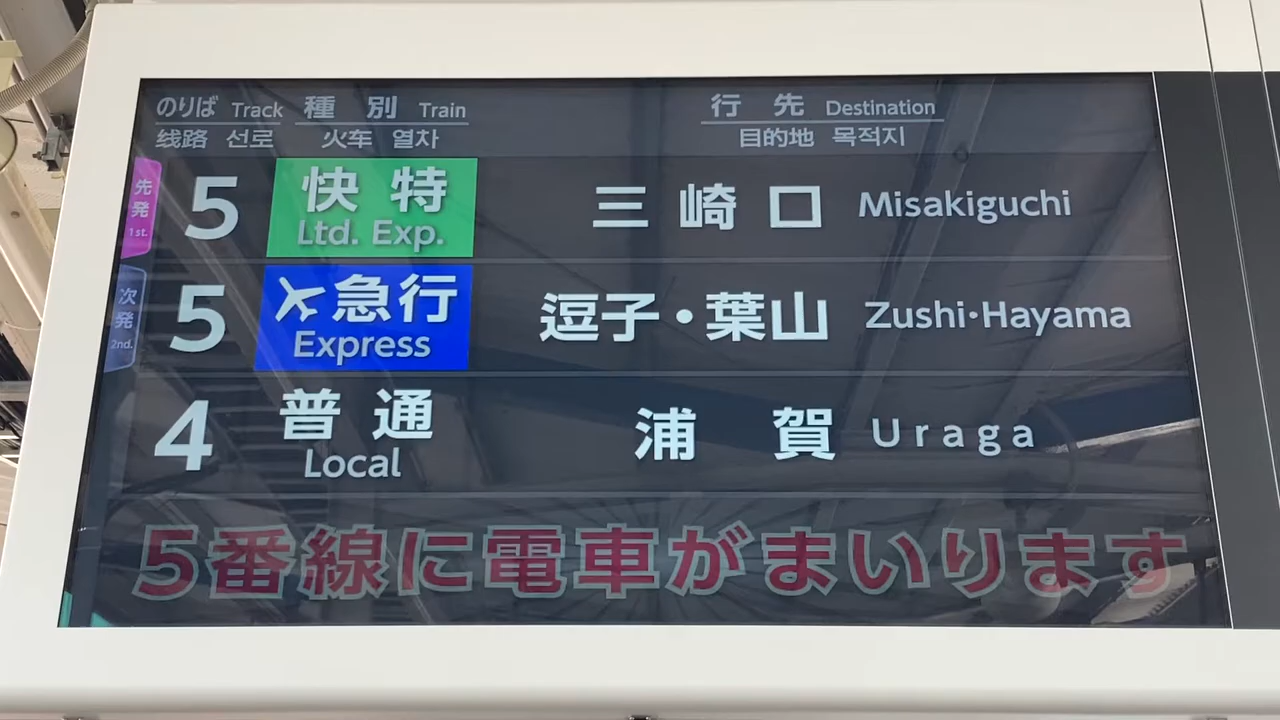 のりば Track 種別 Train 行先 Destination
线路 선로 火车 열차 目的地 목적지
先発 1st. 5 快特 Ltd. Exp. 三崎口 Misakiguchi
次発 2nd. 5 急行 Express 逗子・葉山 Zushi・Hayama
4 普通 Local 浦賀 Uraga
5番線に電車がまいります